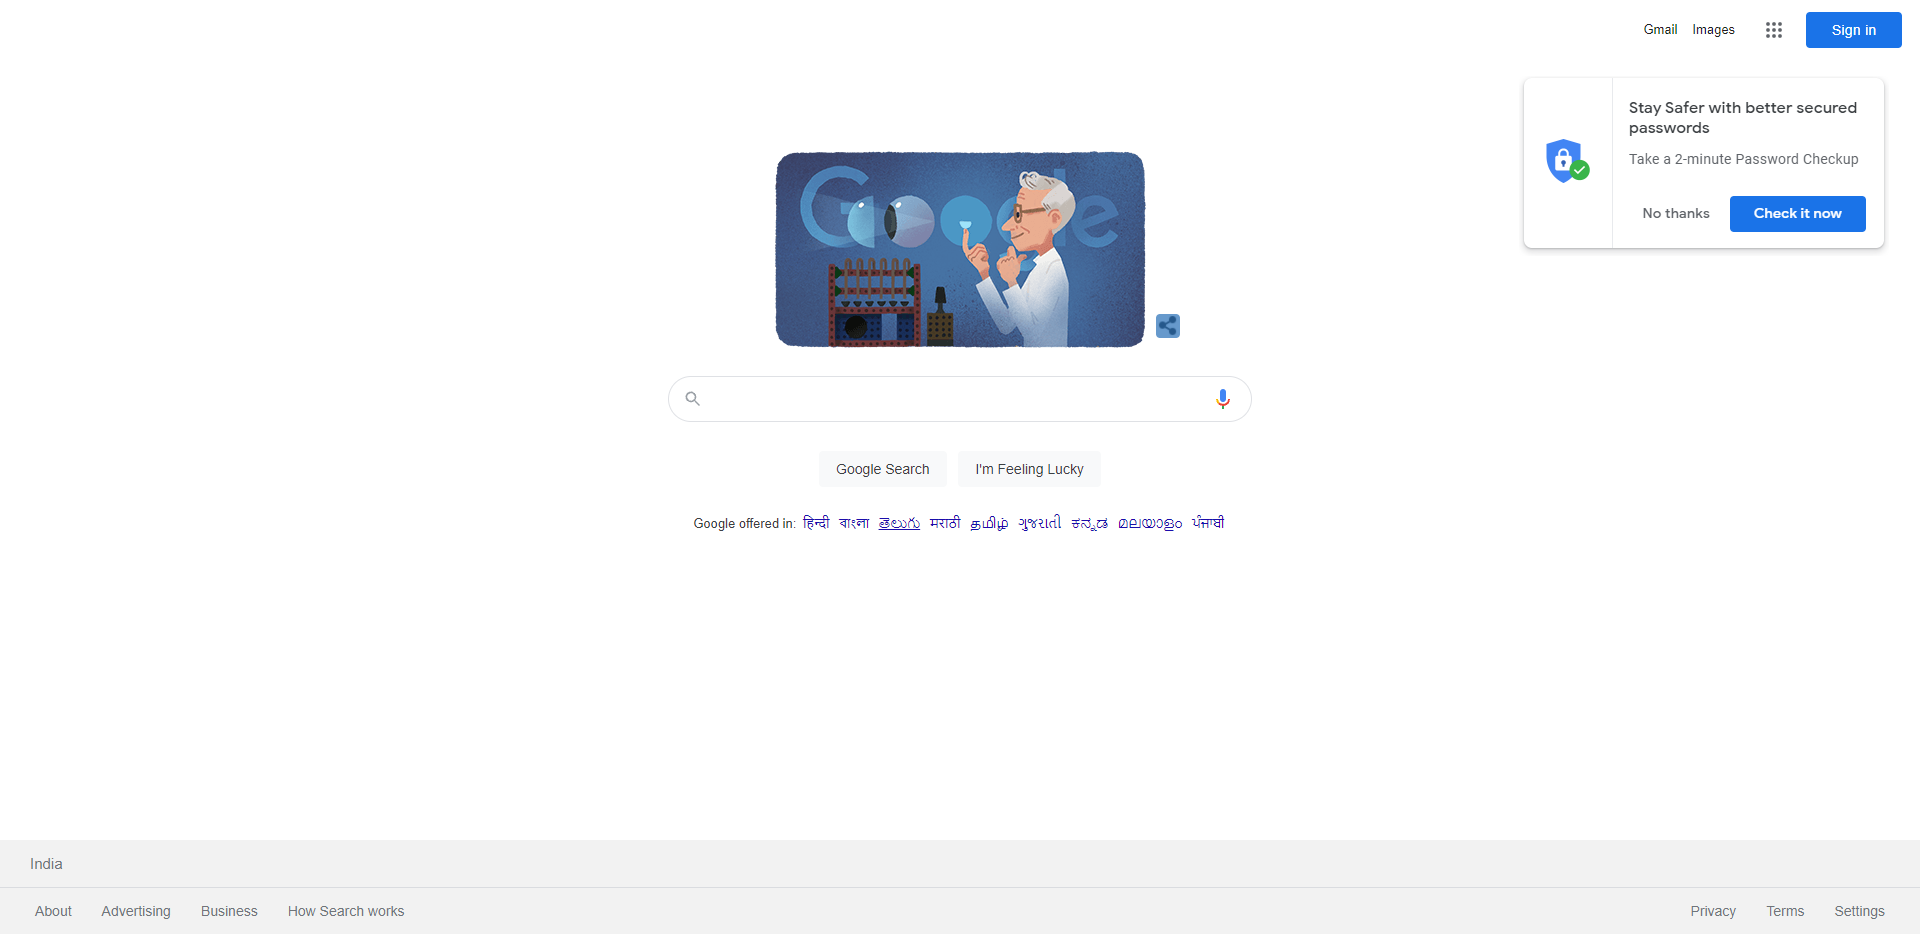 Gmail Images Sign in
Stay Safer with better secured
passwords
Take a 2-minute Password Checkup
No thanks Check it now
Google
Google Search I'm Feeling Lucky
Google offered in: हिन्दी বাংলা తెలుగు मराठी தமிழ் ગુજરાતી ಕನ್ನಡ മലയാളം ਪੰਜਾਬੀ
India
About Advertising Business How Search works Privacy Terms Settings